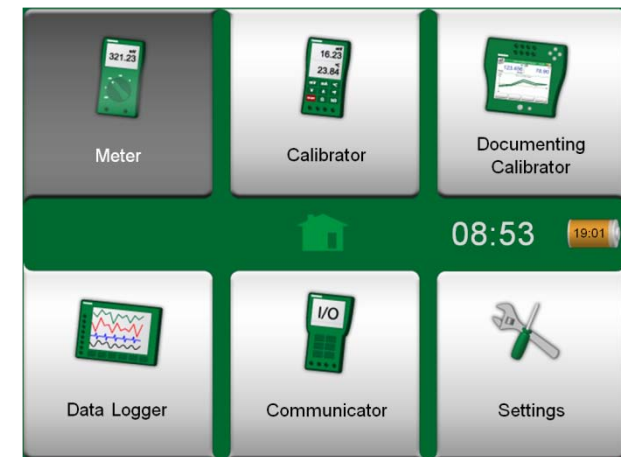 321.23
Meter
16.23
23.84
Calibrator
Documenting
Calibrator
08:53
19:01
Data Logger
I/O
Communicator
Settings